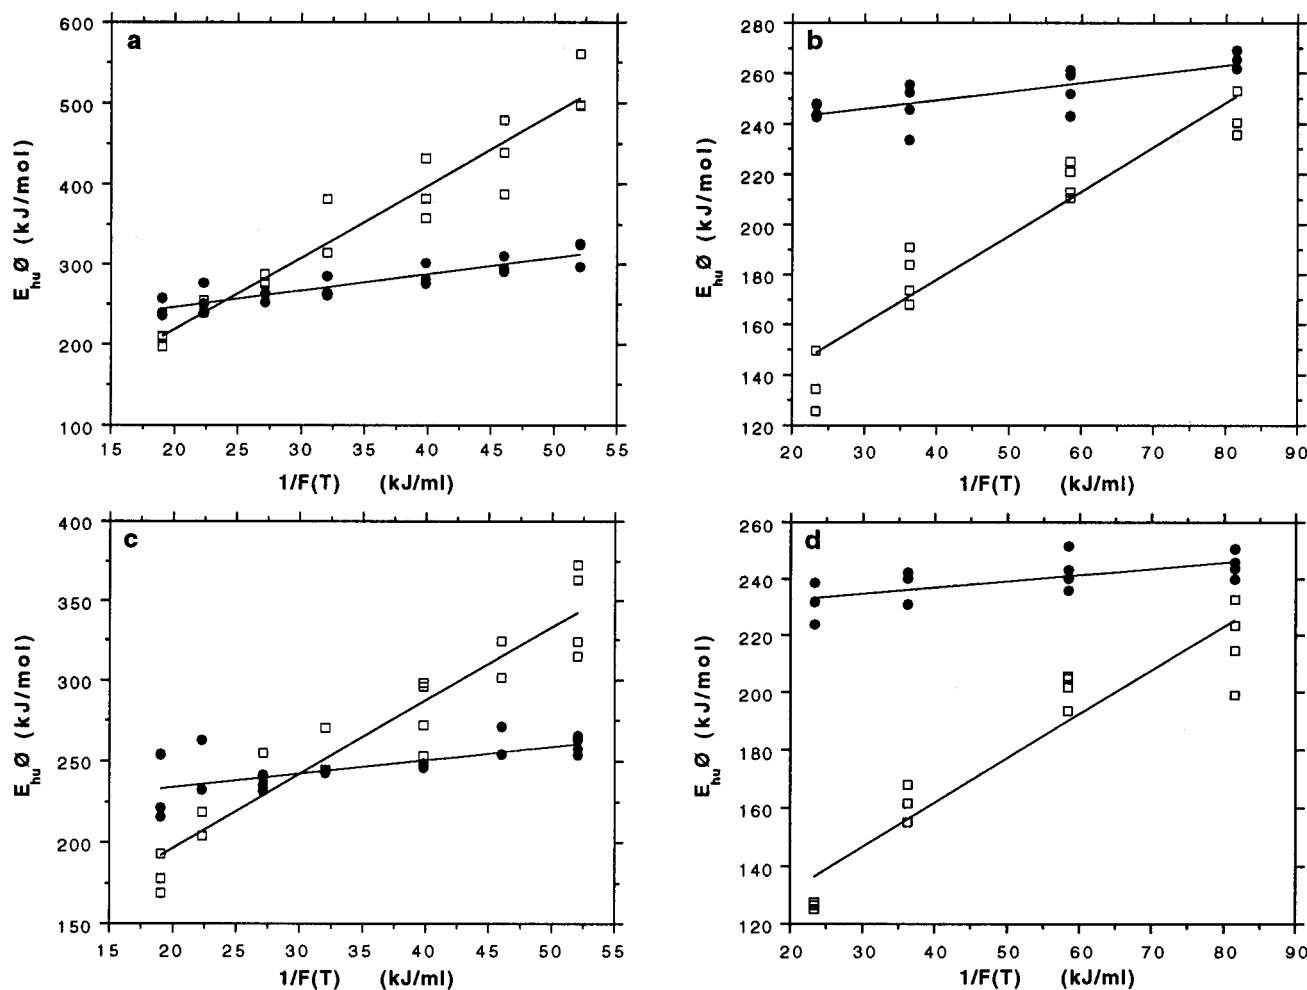 a
600
500
400
300
200
100
E_hu Ø (kJ/mol)
15 20 25 30 35 40 45 50 55
1/F(T) (kJ/ml)
b
280
260
240
220
200
180
160
140
120
E_hu Ø (kJ/mol)
20 30 40 50 60 70 80 90
1/F(T) (kJ/ml)
c
400
350
300
250
200
150
E_hu Ø (kJ/mol)
15 20 25 30 35 40 45 50 55
1/F(T) (kJ/ml)
d
260
240
220
200
180
160
140
120
E_hu Ø (kJ/mol)
20 30 40 50 60 70 80 90
1/F(T) (kJ/ml)